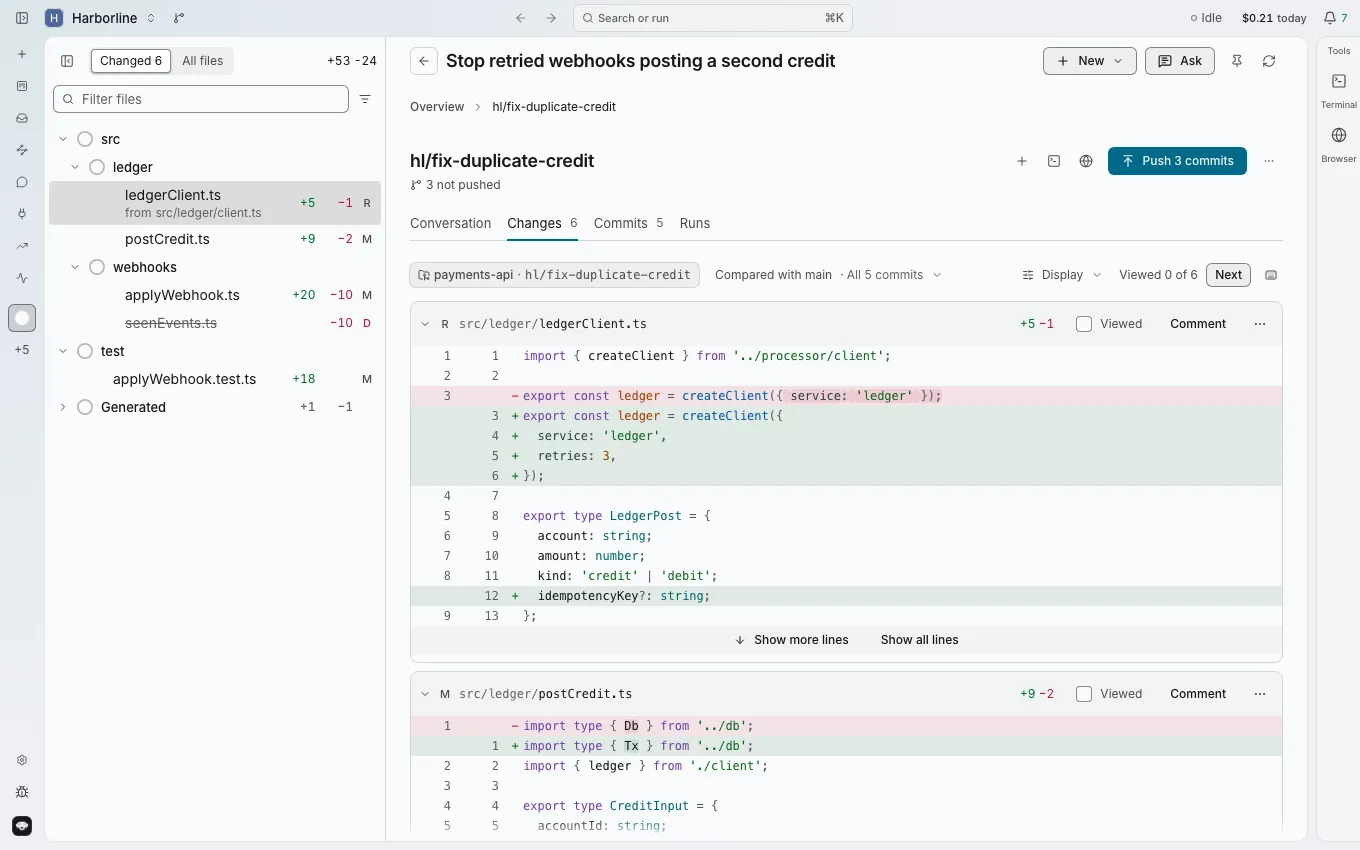 H Harborline
Search or run ⌘K
Idle $0.21 today 7
Changed 6 All files +53 -24
Filter files
src
ledger
ledgerClient.ts +5 −1 R
from src/ledger/client.ts
postCredit.ts +9 −2 M
webhooks
applyWebhook.ts +20 −10 M
seenEvents.ts −10 D
test
applyWebhook.test.ts +18 M
Generated +1 −1
+5
Stop retried webhooks posting a second credit
New Ask
Overview hl/fix-duplicate-credit
hl/fix-duplicate-credit
Push 3 commits
3 not pushed
Conversation Changes 6 Commits 5 Runs
payments-api · hl/fix-duplicate-credit Compared with main · All 5 commits Display Viewed 0 of 6 Next
R src/ledger/ledgerClient.ts +5 −1 Viewed Comment
1 1 import { createClient } from '../processor/client';
2 2
3 − export const ledger = createClient({ service: 'ledger' });
3 + export const ledger = createClient({
4 + service: 'ledger',
5 + retries: 3,
6 + });
4 7
5 8 export type LedgerPost = {
6 9 account: string;
7 10 amount: number;
8 11 kind: 'credit' | 'debit';
12 + idempotencyKey?: string;
9 13 };
Show more lines Show all lines
M src/ledger/postCredit.ts +9 −2 Viewed Comment
1 − import type { Db } from '../db';
1 + import type { Tx } from '../db';
2 2 import { ledger } from './client';
3 3
4 4 export type CreditInput = {
5 5 accountId: string;
Tools
Terminal
Browser